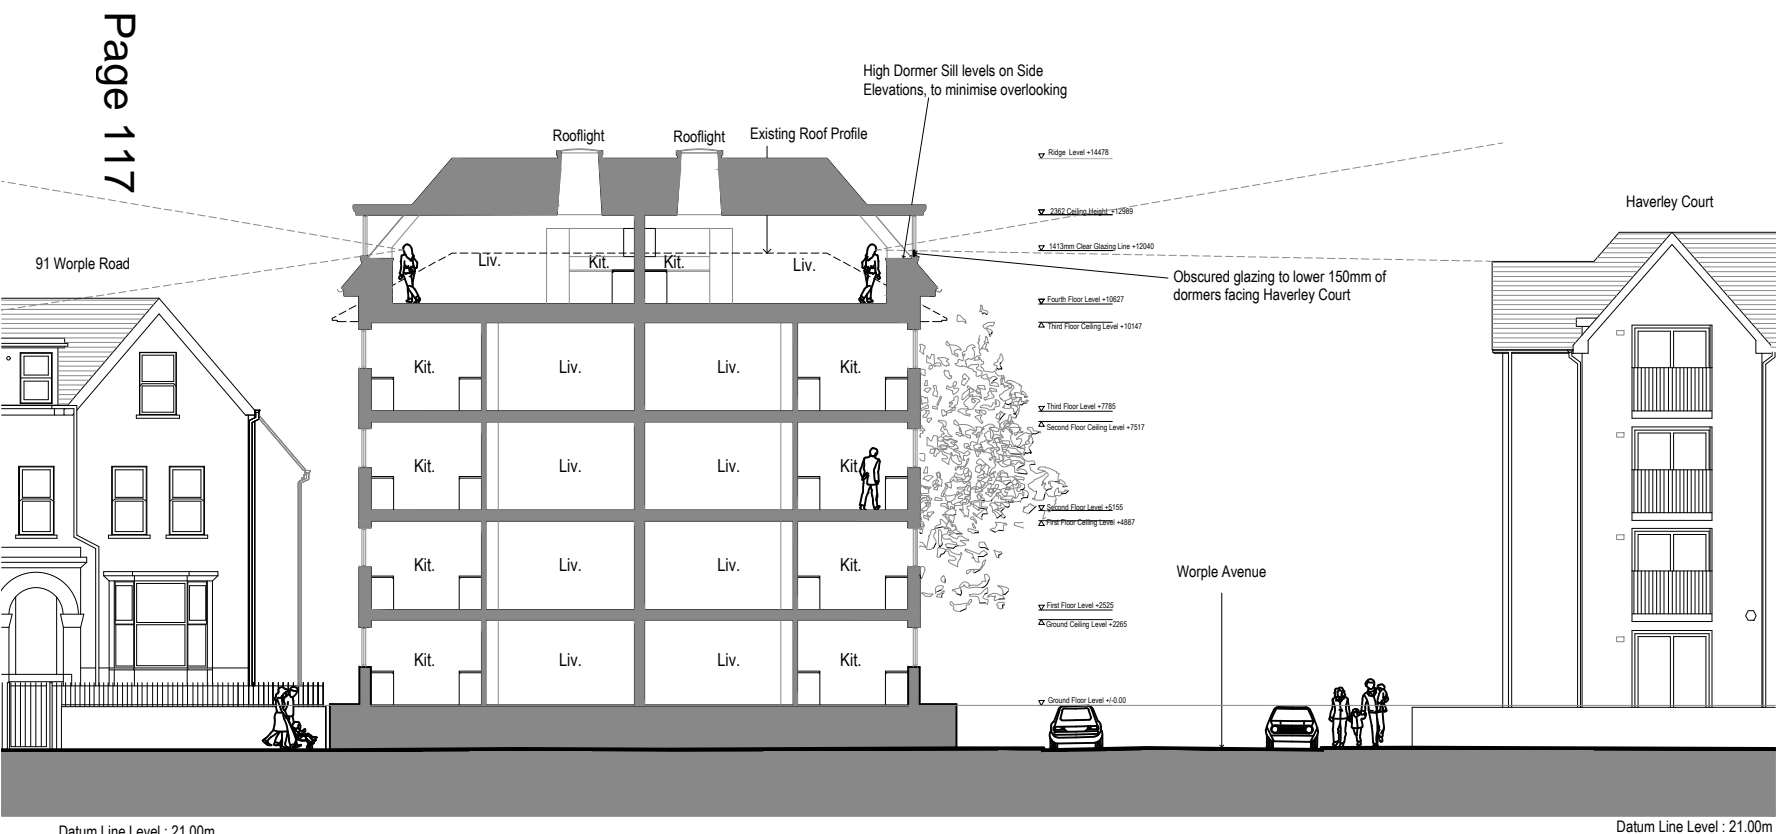 Page 117
High Dormer Sill levels on Side
Elevations, to minimise overlooking
Rooflight
Rooflight
Existing Roof Profile
Ridge Level +14478
2362 Ceiling Height +12989
1413mm Clear Glazing Line +12040
Haverley Court
91 Worple Road
Liv.
Kit.
Kit.
Liv.
Obscured glazing to lower 150mm of
dormers facing Haverley Court
Fourth Floor Level +10627
Third Floor Ceiling Level +10147
Kit.
Liv.
Liv.
Kit.
Third Floor Level +7785
Second Floor Ceiling Level +7517
Kit.
Liv.
Liv.
Kit.
Second Floor Level +5155
First Floor Ceiling Level +4887
Kit.
Liv.
Liv.
Kit.
Worple Avenue
First Floor Level +2525
Ground Ceiling Level +2265
Kit.
Liv.
Liv.
Kit.
Ground Floor Level +/-0.00
Datum Line Level : 21.00m
Datum Line Level : 21.00m